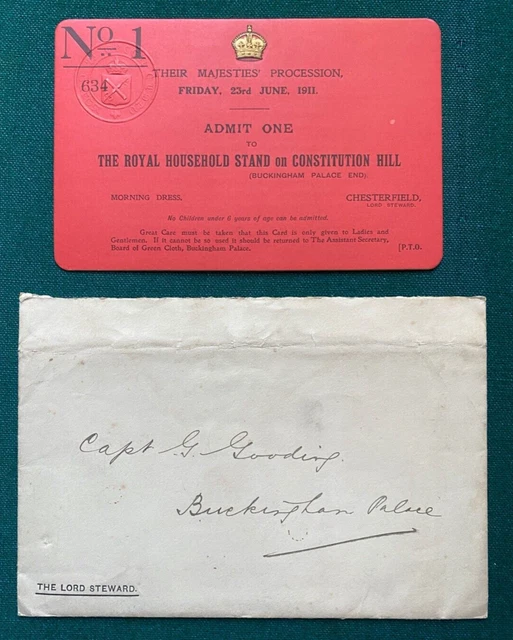 No. 1
634
THEIR MAJESTIES' PROCESSION,
FRIDAY, 23rd JUNE, 1911.
ADMIT ONE
TO
THE ROYAL HOUSEHOLD STAND on CONSTITUTION HILL
(BUCKINGHAM PALACE END).
MORNING DRESS.
CHESTERFIELD,
LORD STEWARD.
No Children under 6 years of age can be admitted.
Great Care must be taken that this Card is only given to Ladies and
Gentlemen. If it cannot be so used it should be returned to The Assistant Secretary,
Board of Green Cloth, Buckingham Palace.
[P.T.O.
Capt G. Gooding.
Buckingham Palace
THE LORD STEWARD.